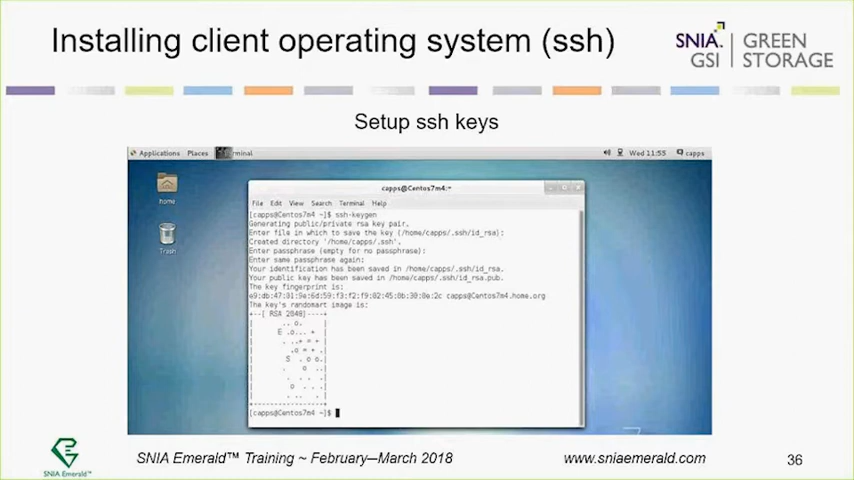 Installing client operating system (ssh)
SNIA.
GSI
GREEN
STORAGE
Setup ssh keys
Applications Places Terminal
Wed 11:55 capps
home
Trash
capps@Centos7m4:~
File Edit View Search Terminal Help
[capps@Centos7m4 ~]$ ssh-keygen
Generating public/private rsa key pair.
Enter file in which to save the key (/home/capps/.ssh/id_rsa):
Created directory '/home/capps/.ssh'.
Enter passphrase (empty for no passphrase):
Enter same passphrase again:
Your identification has been saved in /home/capps/.ssh/id_rsa.
Your public key has been saved in /home/capps/.ssh/id_rsa.pub.
The key fingerprint is:
capps@Centos7m4.home.org
The key's randomart image is:
+--[ RSA 2048]----+
[capps@Centos7m4 ~]$
SNIA Emerald™
SNIA Emerald™ Training ~ February—March 2018
www.sniaemerald.com
36